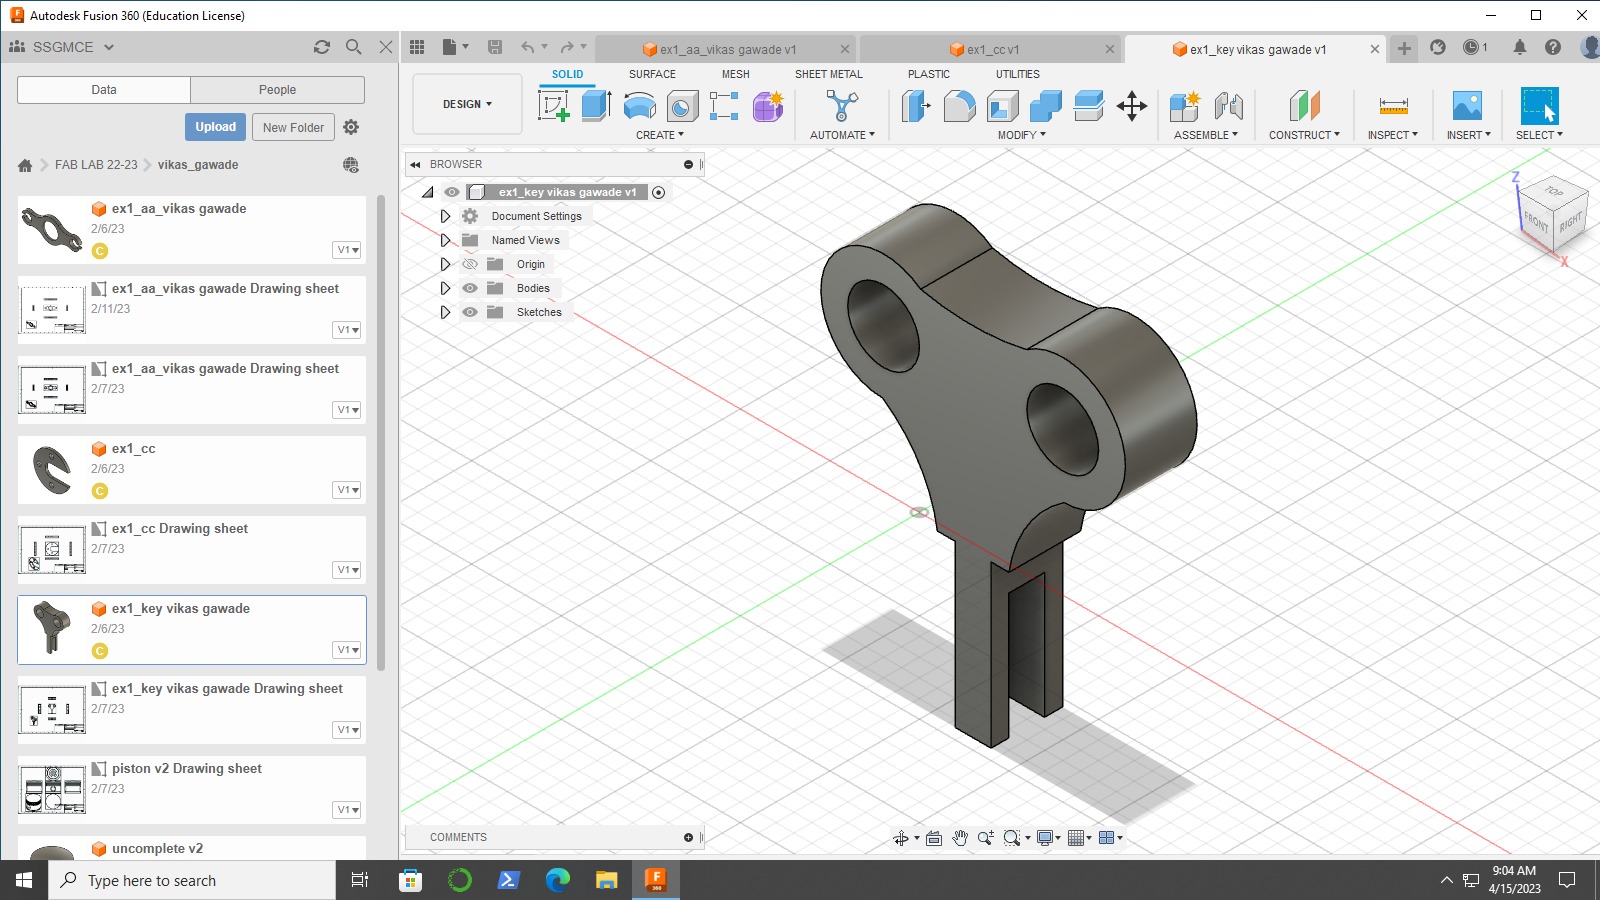 Autodesk Fusion 360 (Education License)
SSGMCE
1
ex1_aa_vikas gawade v1
ex1_cc v1
ex1_key vikas gawade v1
Data
People
Upload
New Folder
FAB LAB 22-23
vikas_gawade
ex1_aa_vikas gawade
2/6/23
C
V1
ex1_aa_vikas gawade Drawing sheet
2/11/23
V1
ex1_aa_vikas gawade Drawing sheet
2/7/23
V1
ex1_cc
2/6/23
C
V1
ex1_cc Drawing sheet
2/7/23
V1
ex1_key vikas gawade
2/6/23
C
V1
ex1_key vikas gawade Drawing sheet
2/7/23
V1
piston v2 Drawing sheet
2/7/23
V1
uncomplete v2
DESIGN
SOLID
SURFACE
MESH
SHEET METAL
PLASTIC
UTILITIES
CREATE
AUTOMATE
MODIFY
ASSEMBLE
CONSTRUCT
INSPECT
INSERT
SELECT
BROWSER
ex1_key vikas gawade v1
Document Settings
Named Views
Origin
Bodies
Sketches
Z
TOP
FRONT
RIGHT
X
COMMENTS
Type here to search
F
360
9:04 AM
4/15/2023